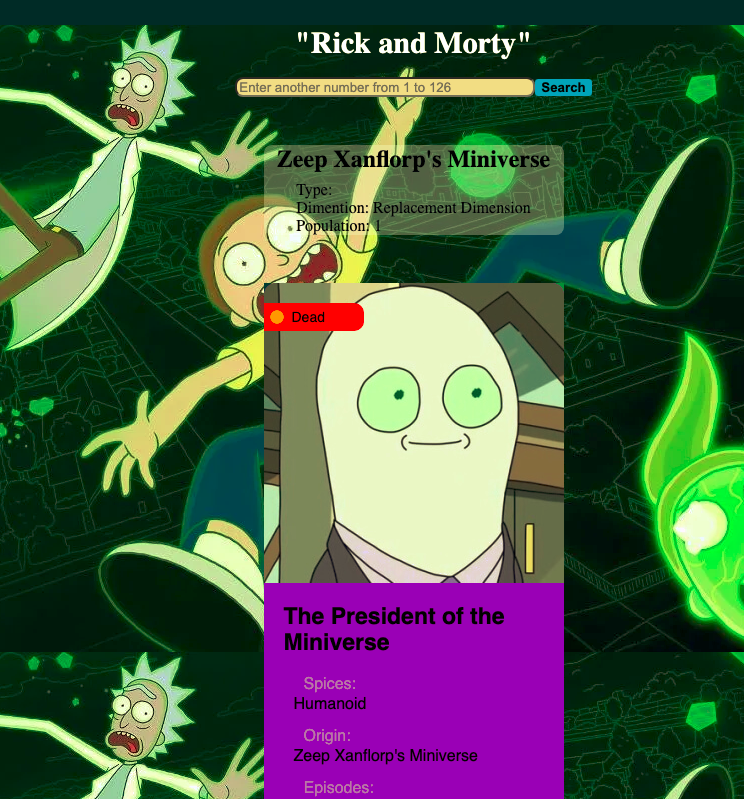 "Rick and Morty"
Enter another number from 1 to 126 Search
Zeep Xanflorp's Miniverse
Type:
Dimention: Replacement Dimension
Population: 1
Dead
The President of the
Miniverse
Spices:
Humanoid
Origin:
Zeep Xanflorp's Miniverse
Episodes: